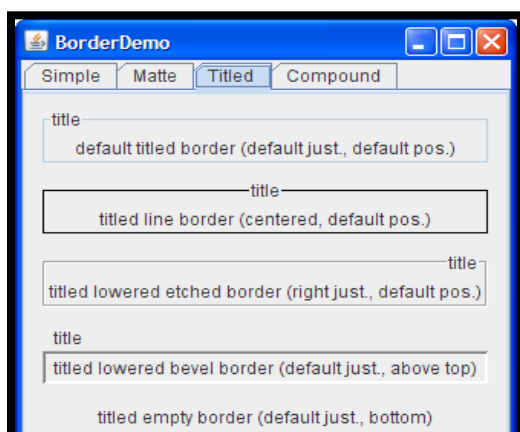 BorderDemo
Simple Matte Titled Compound
title
default titled border (default just., default pos.)
title
titled line border (centered, default pos.)
title
titled lowered etched border (right just., default pos.)
title
titled lowered bevel border (default just., above top)
titled empty border (default just., bottom)